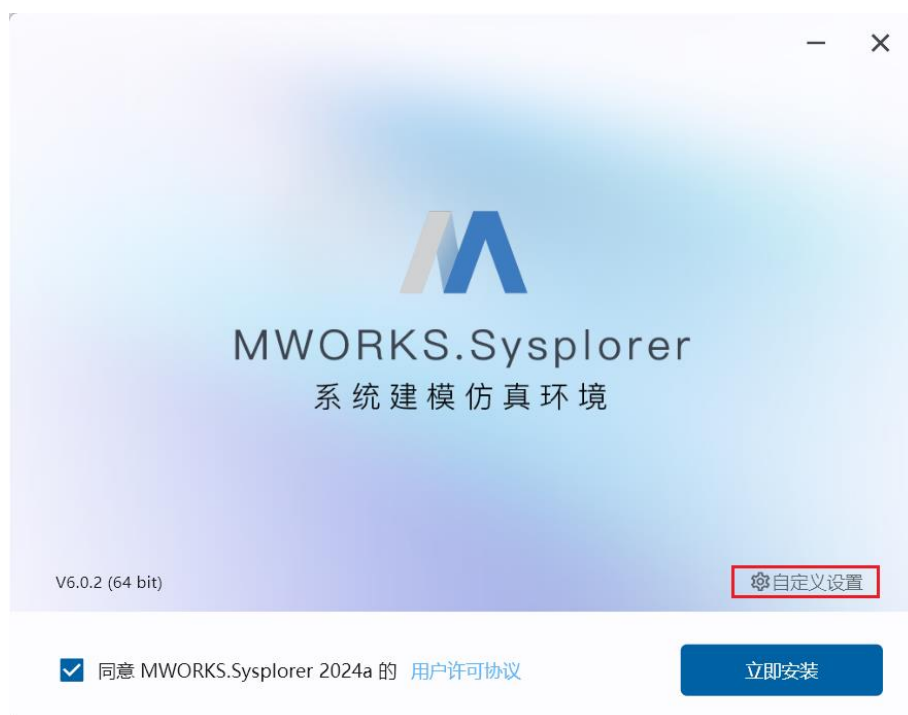 MWORKS.Sysplorer
系统建模仿真环境
V6.0.2 (64 bit)
自定义设置
同意 MWORKS.Sysplorer 2024a 的 用户许可协议
立即安装